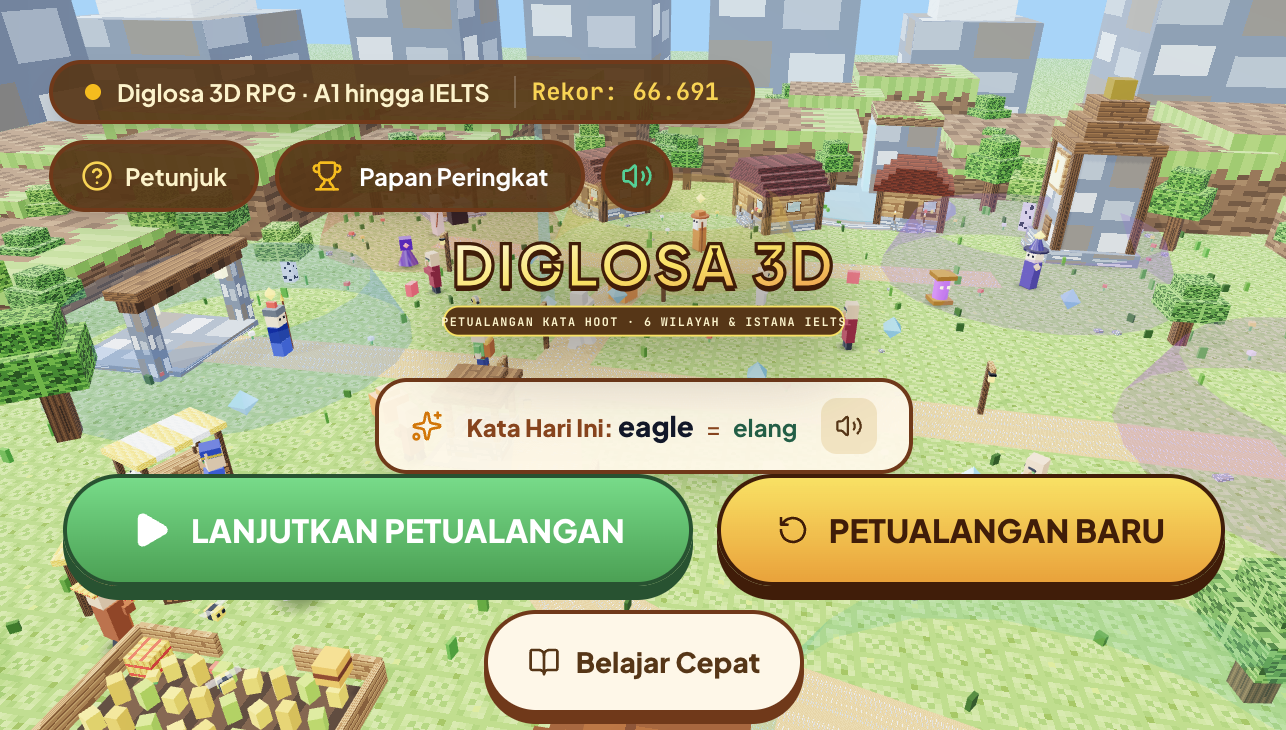 Diglosa 3D RPG · A1 hingga IELTS Rekor: 66.691
Petunjuk Papan Peringkat
DIGLOSA 3D
PETUALANGAN KATA HOOT · 6 WILAYAH & ISTANA IELTS
Kata Hari Ini: eagle = elang
LANJUTKAN PETUALANGAN PETUALANGAN BARU
Belajar Cepat